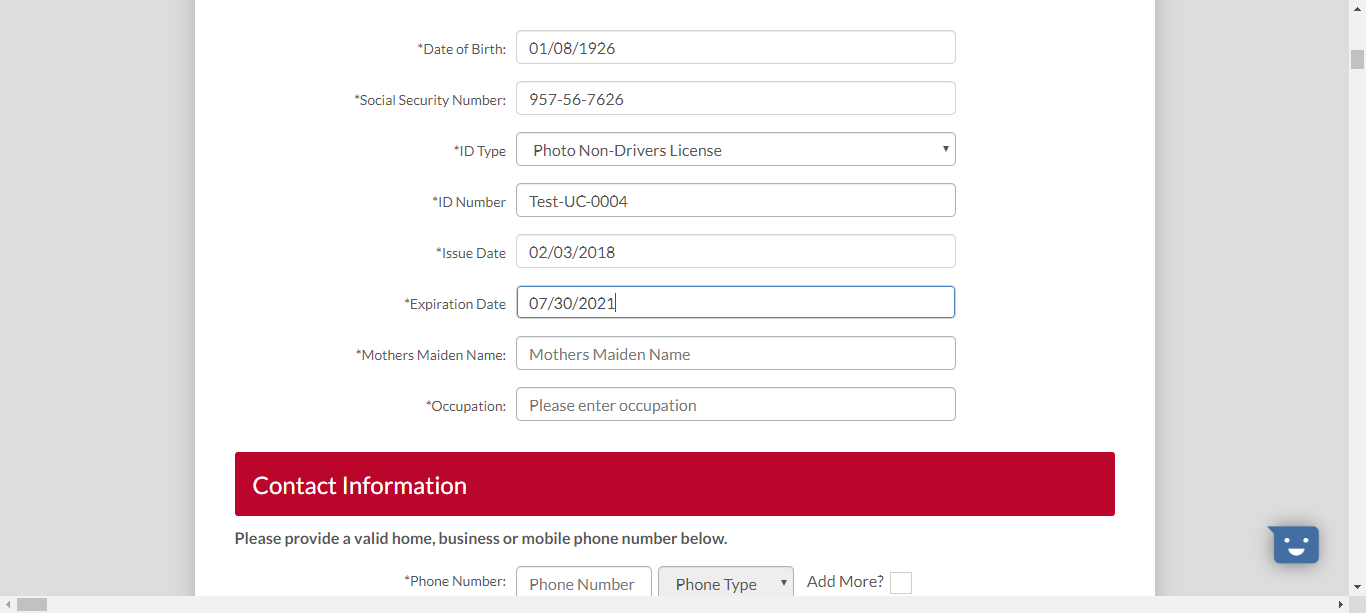 *Date of Birth: 01/08/1926
*Social Security Number: 957-56-7626
*ID Type Photo Non-Drivers License
*ID Number Test-UC-0004
*Issue Date 02/03/2018
*Expiration Date 07/30/2021
*Mothers Maiden Name: Mothers Maiden Name
*Occupation: Please enter occupation
Contact Information
Please provide a valid home, business or mobile phone number below.
*Phone Number: Phone Number Phone Type Add More?